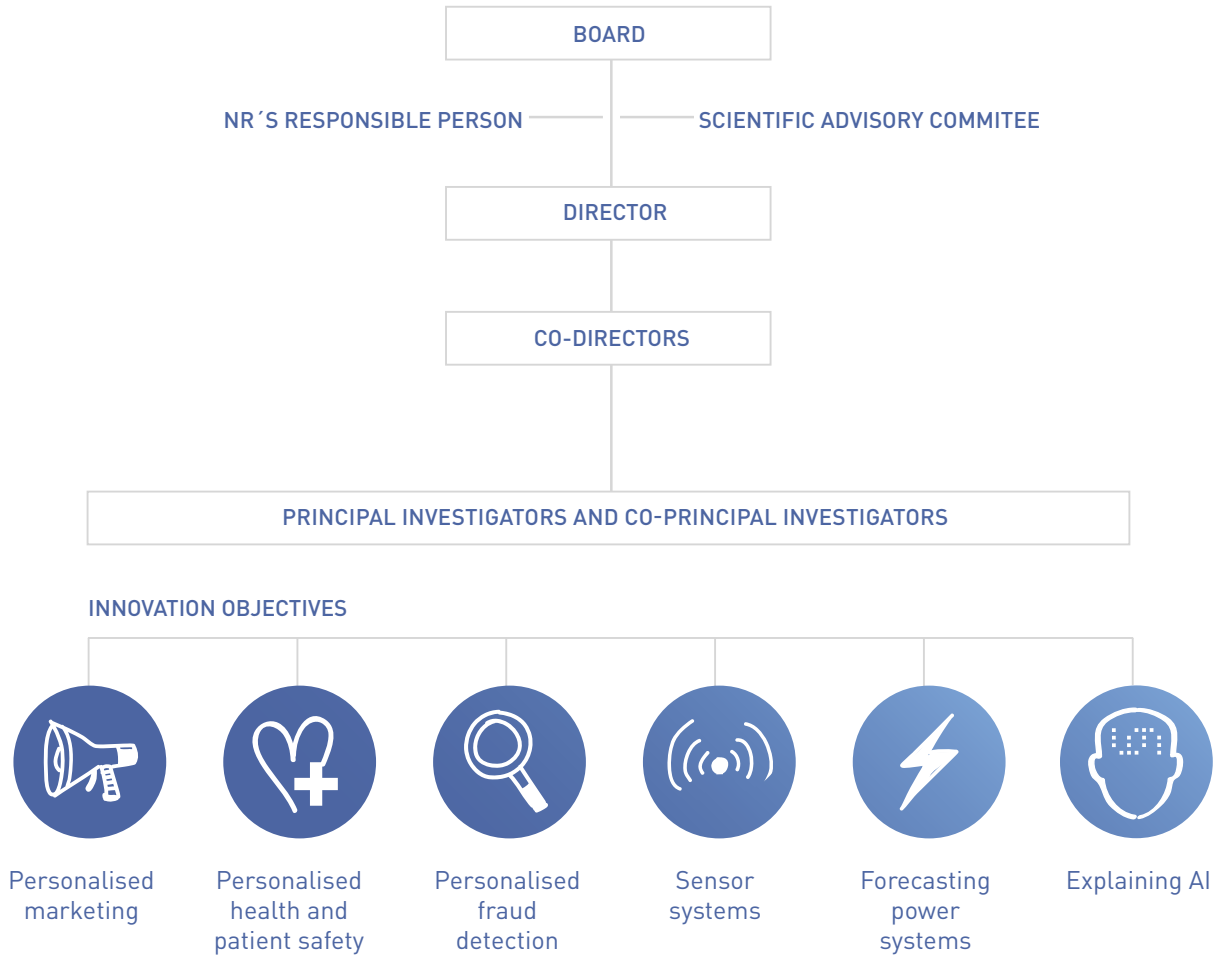 BOARD
NR´S RESPONSIBLE PERSON
SCIENTIFIC ADVISORY COMMITEE
DIRECTOR
CO-DIRECTORS
PRINCIPAL INVESTIGATORS AND CO-PRINCIPAL INVESTIGATORS
INNOVATION OBJECTIVES
Personalised
marketing
Personalised
health and
patient safety
Personalised
fraud
detection
Sensor
systems
Forecasting
power
systems
Explaining AI